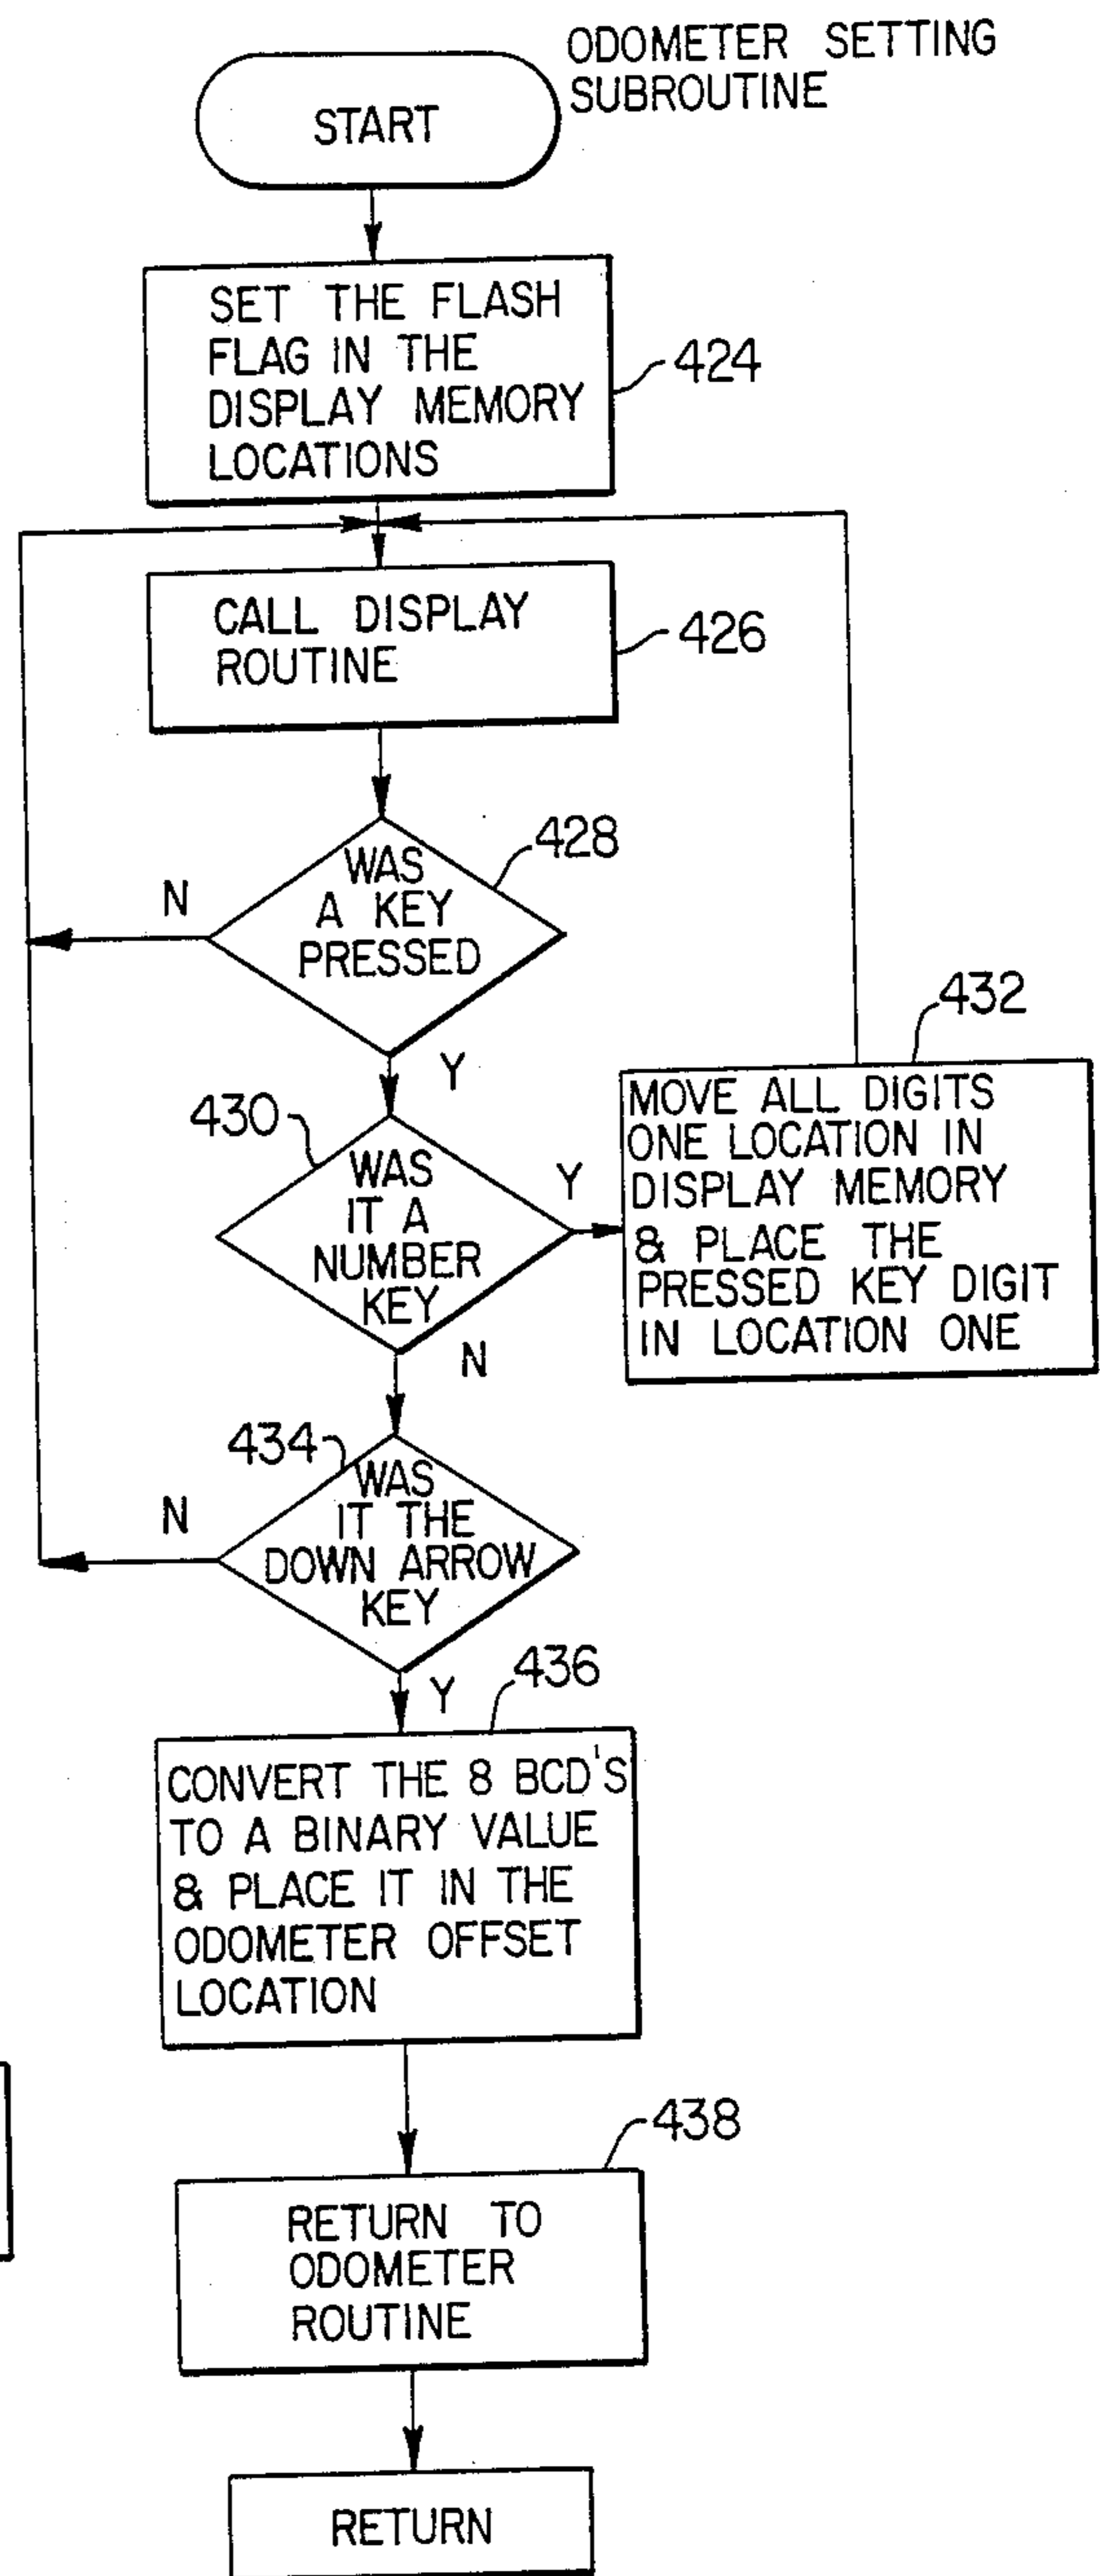 ODOMETER SETTING
SUBROUTINE
START
SET THE FLASH
FLAG IN THE
DISPLAY MEMORY
LOCATIONS
424
CALL DISPLAY
ROUTINE
426
428
WAS
A KEY
PRESSED
N
Y
430
WAS
IT A
NUMBER
KEY
Y
N
432
MOVE ALL DIGITS
ONE LOCATION IN
DISPLAY MEMORY
& PLACE THE
PRESSED KEY DIGIT
IN LOCATION ONE
434
WAS
IT THE
DOWN ARROW
KEY
N
Y
436
CONVERT THE 8 BCD'S
TO A BINARY VALUE
& PLACE IT IN THE
ODOMETER OFFSET
LOCATION
438
RETURN TO
ODOMETER
ROUTINE
RETURN